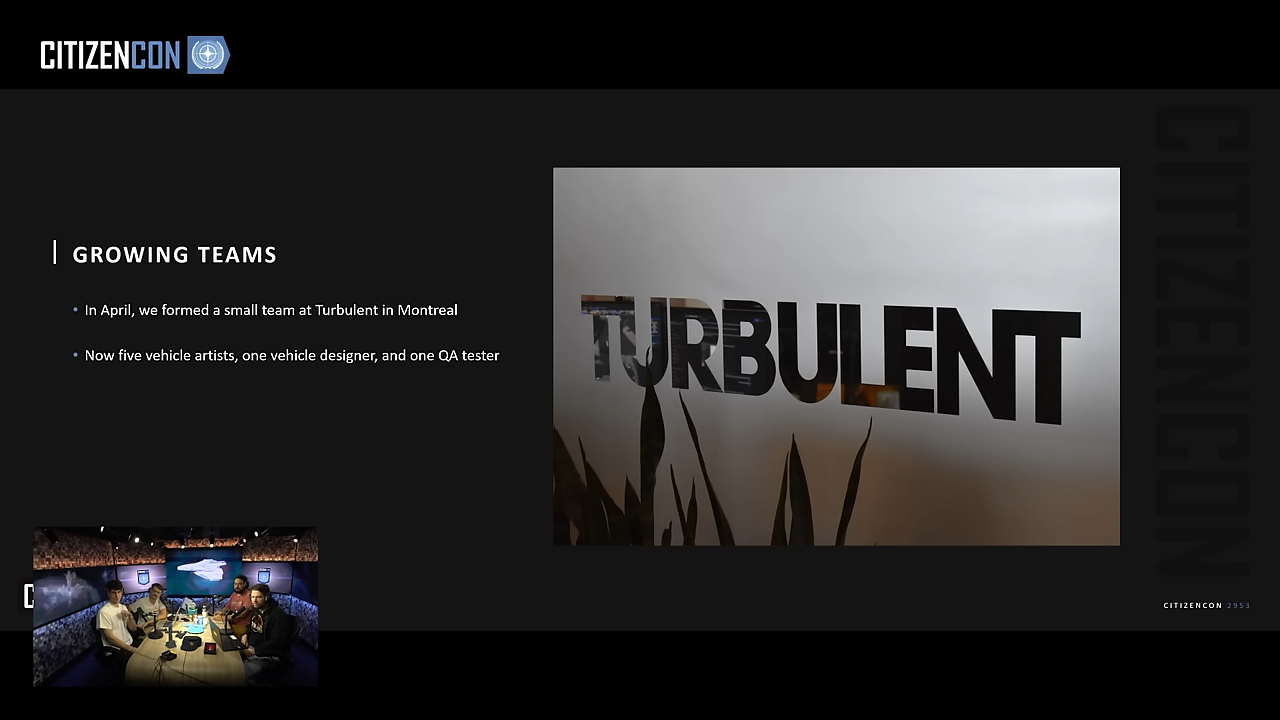 CITIZENCON
GROWING TEAMS
• In April, we formed a small team at Turbulent in Montreal
• Now five vehicle artists, one vehicle designer, and one QA tester
TURBULENT
CITIZENCON
CITIZENCON 2953